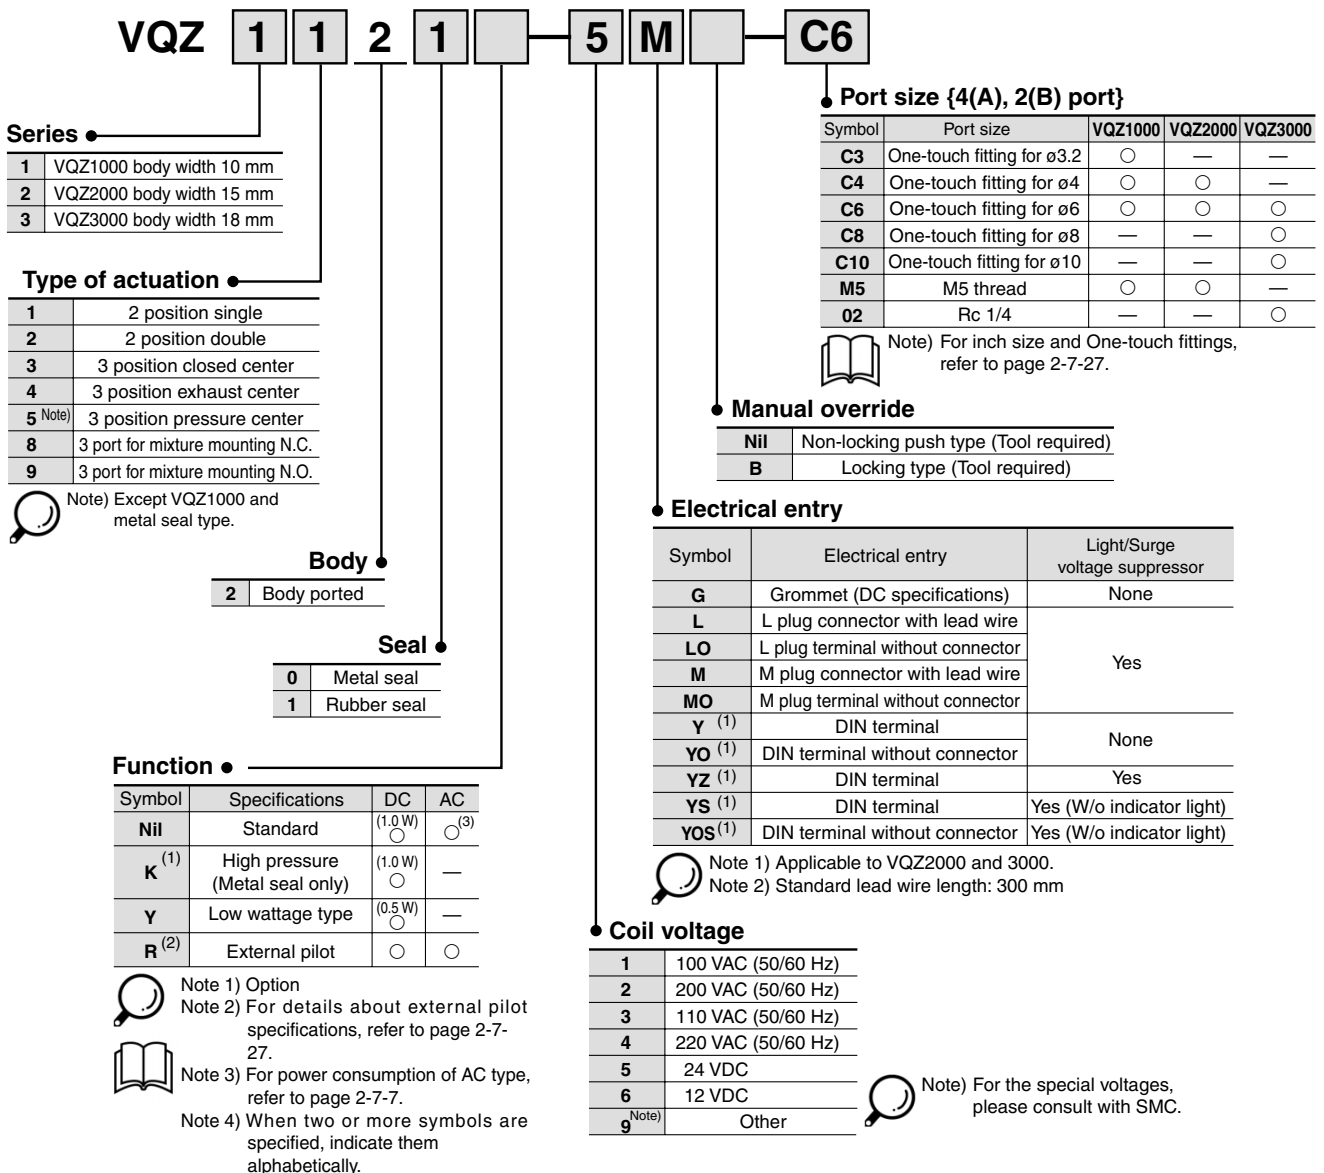 VQZ 1 1 2 1 — 5 M — C6
Series
1 VQZ1000 body width 10 mm
2 VQZ2000 body width 15 mm
3 VQZ3000 body width 18 mm
Type of actuation
1 2 position single
2 2 position double
3 3 position closed center
4 3 position exhaust center
5 Note) 3 position pressure center
8 3 port for mixture mounting N.C.
9 3 port for mixture mounting N.O.
Note) Except VQZ1000 and
metal seal type.
Body
2 Body ported
Seal
0 Metal seal
1 Rubber seal
Function
Symbol Specifications DC AC
Nil Standard (1.0 W) ○ ○(3)
K (1) High pressure (Metal seal only) (1.0 W) ○ —
Y Low wattage type (0.5 W) ○ —
R (2) External pilot ○ ○
Note 1) Option
Note 2) For details about external pilot
specifications, refer to page 2-7-
27.
Note 3) For power consumption of AC type,
refer to page 2-7-7.
Note 4) When two or more symbols are
specified, indicate them
alphabetically.
Port size {4(A), 2(B) port}
Symbol Port size VQZ1000 VQZ2000 VQZ3000
C3 One-touch fitting for ø3.2 ○ — —
C4 One-touch fitting for ø4 ○ ○ —
C6 One-touch fitting for ø6 ○ ○ ○
C8 One-touch fitting for ø8 — — ○
C10 One-touch fitting for ø10 — — ○
M5 M5 thread ○ ○ —
02 Rc 1/4 — — ○
Note) For inch size and One-touch fittings,
refer to page 2-7-27.
Manual override
Nil Non-locking push type (Tool required)
B Locking type (Tool required)
Electrical entry
Symbol Electrical entry Light/Surge voltage suppressor
G Grommet (DC specifications) None
L L plug connector with lead wire
LO L plug terminal without connector
Yes
M M plug connector with lead wire
MO M plug terminal without connector
Y (1) DIN terminal
None
YO (1) DIN terminal without connector
YZ (1) DIN terminal Yes
YS (1) DIN terminal Yes (W/o indicator light)
YOS(1) DIN terminal without connector Yes (W/o indicator light)
Note 1) Applicable to VQZ2000 and 3000.
Note 2) Standard lead wire length: 300 mm
Coil voltage
1 100 VAC (50/60 Hz)
2 200 VAC (50/60 Hz)
3 110 VAC (50/60 Hz)
4 220 VAC (50/60 Hz)
5 24 VDC
6 12 VDC
9 Note) Other
Note) For the special voltages,
please consult with SMC.